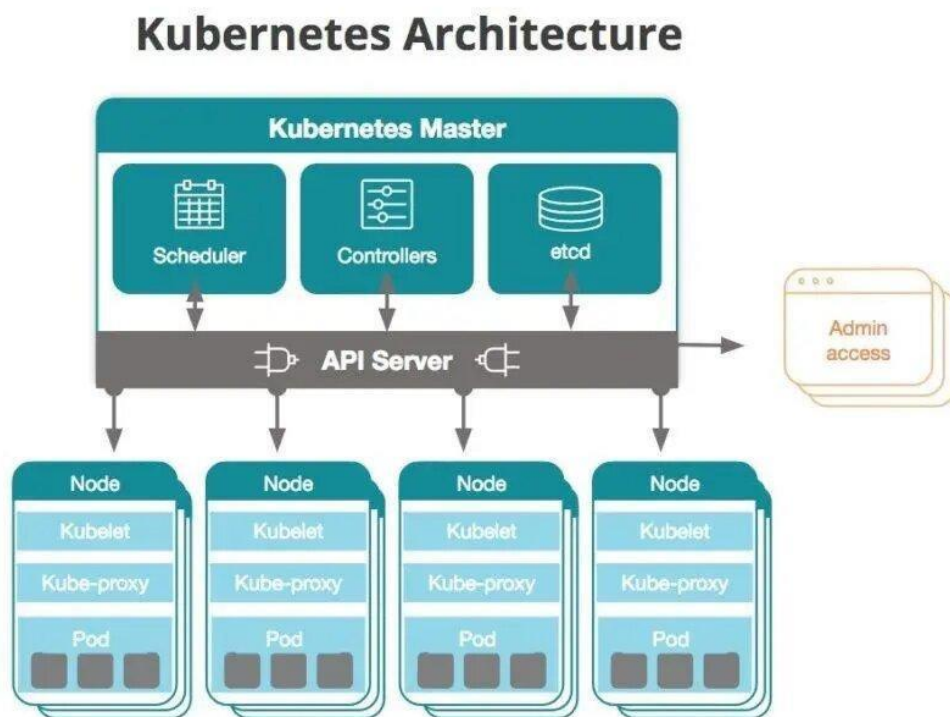 Kubernetes Architecture
Kubernetes Master
Scheduler
Controllers
etcd
API Server
Admin
access
Node
Kubelet
Kube-proxy
Pod
Node
Kubelet
Kube-proxy
Pod
Node
Kubelet
Kube-proxy
Pod
Node
Kubelet
Kube-proxy
Pod